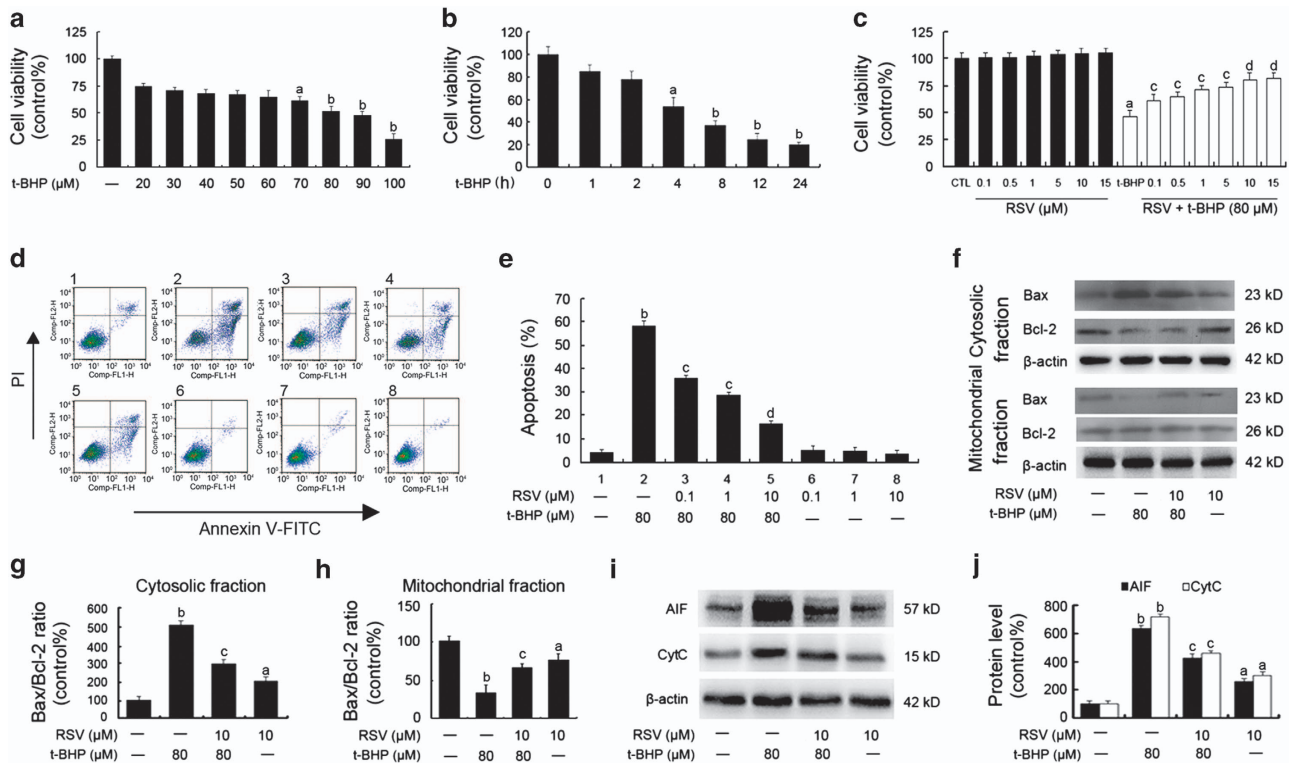 a
Cell viability
(control%)
125
100
75
50
25
0
t-BHP (μM) — 20 30 40 50 60 70 80 90 100
a b b b
b
Cell viability
(control%)
120
100
80
60
40
20
0
t-BHP (h) 0 1 2 4 8 12 24
a b b b
c
Cell viability
(control%)
125
100
75
50
25
0
CTL 0.1 0.5 1 5 10 15 t-BHP 0.1 0.5 1 5 10 15
RSV (μM) RSV + t-BHP (80 μM)
a c c c c d d
d
1 2 3 4
5 6 7 8
Comp-FL2-H
Comp-FL1-H
10⁰ 10¹ 10² 10³ 10⁴
PI
Annexin V-FITC
e
Apoptosis (%)
70
60
50
40
30
20
10
0
b c c d
1 2 3 4 5 6 7 8
RSV (μM) — — 0.1 1 10 0.1 1 10
t-BHP (μM) — 80 80 80 80 — — —
f
Cytosolic
fraction
Bax 23 kD
Bcl-2 26 kD
β-actin 42 kD
Mitochondrial
fraction
Bax 23 kD
Bcl-2 26 kD
β-actin 42 kD
RSV (μM) — — 10 10
t-BHP (μM) — 80 80 —
g
Cytosolic fraction
Bax/Bcl-2 ratio
(control%)
600
500
400
300
200
100
0
b c a
RSV (μM) — — 10 10
t-BHP (μM) — 80 80 —
h
Mitochondrial fraction
Bax/Bcl-2 ratio
(control%)
150
100
50
0
b c a
RSV (μM) — — 10 10
t-BHP (μM) — 80 80 —
i
AIF 57 kD
CytC 15 kD
β-actin 42 kD
RSV (μM) — — 10 10
t-BHP (μM) — 80 80 —
j
AIF CytC
Protein level
(control%)
800
600
400
200
0
b b c c a a
RSV (μM) — — 10 10
t-BHP (μM) — 80 80 —